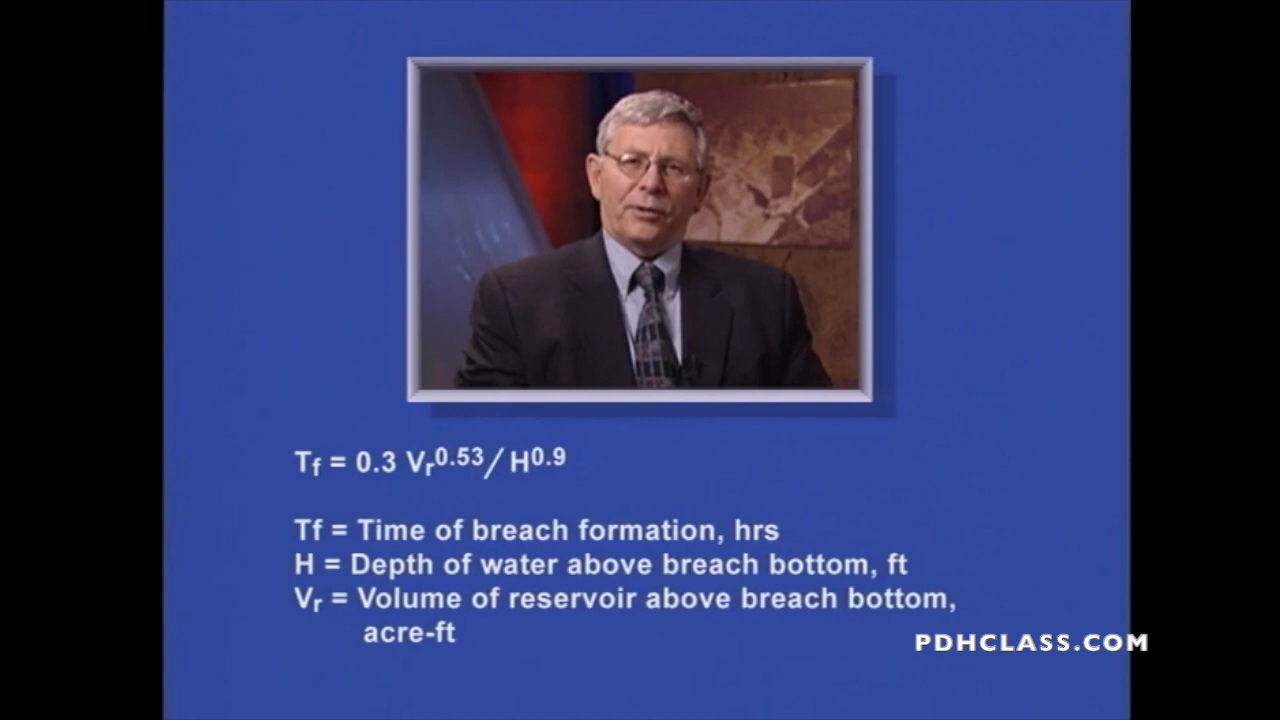 Tf = 0.3 Vr0.53/H0.9
Tf = Time of breach formation, hrs
H = Depth of water above breach bottom, ft
Vr = Volume of reservoir above breach bottom,
acre-ft
PDHCLASS.COM